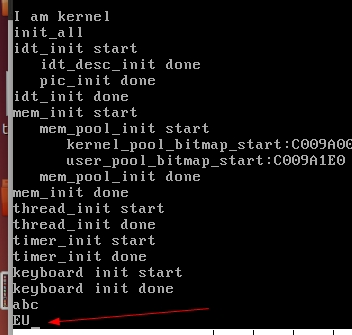 I am kernel
init_all
idt_init start
   idt_desc_init done
   pic_init done
idt_init done
mem_init start
   mem_pool_init start
      kernel_pool_bitmap_start:C009A00
      user_pool_bitmap_start:C009A1E0
   mem_pool_init done
mem_init done
thread_init start
thread_init done
timer_init start
timer_init done
keyboard init start
keyboard init done
abc
EU_